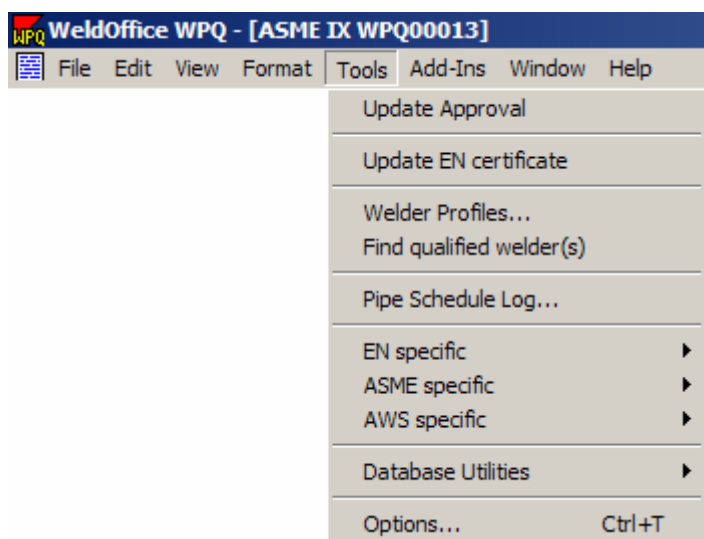 WPQ WeldOffice WPQ - [ASME IX WPQ00013]
File Edit View Format Tools Add-Ins Window Help
Update Approval
Update EN certificate
Welder Profiles...
Find qualified welder(s)
Pipe Schedule Log...
EN specific
ASME specific
AWS specific
Database Utilities
Options... Ctrl+T